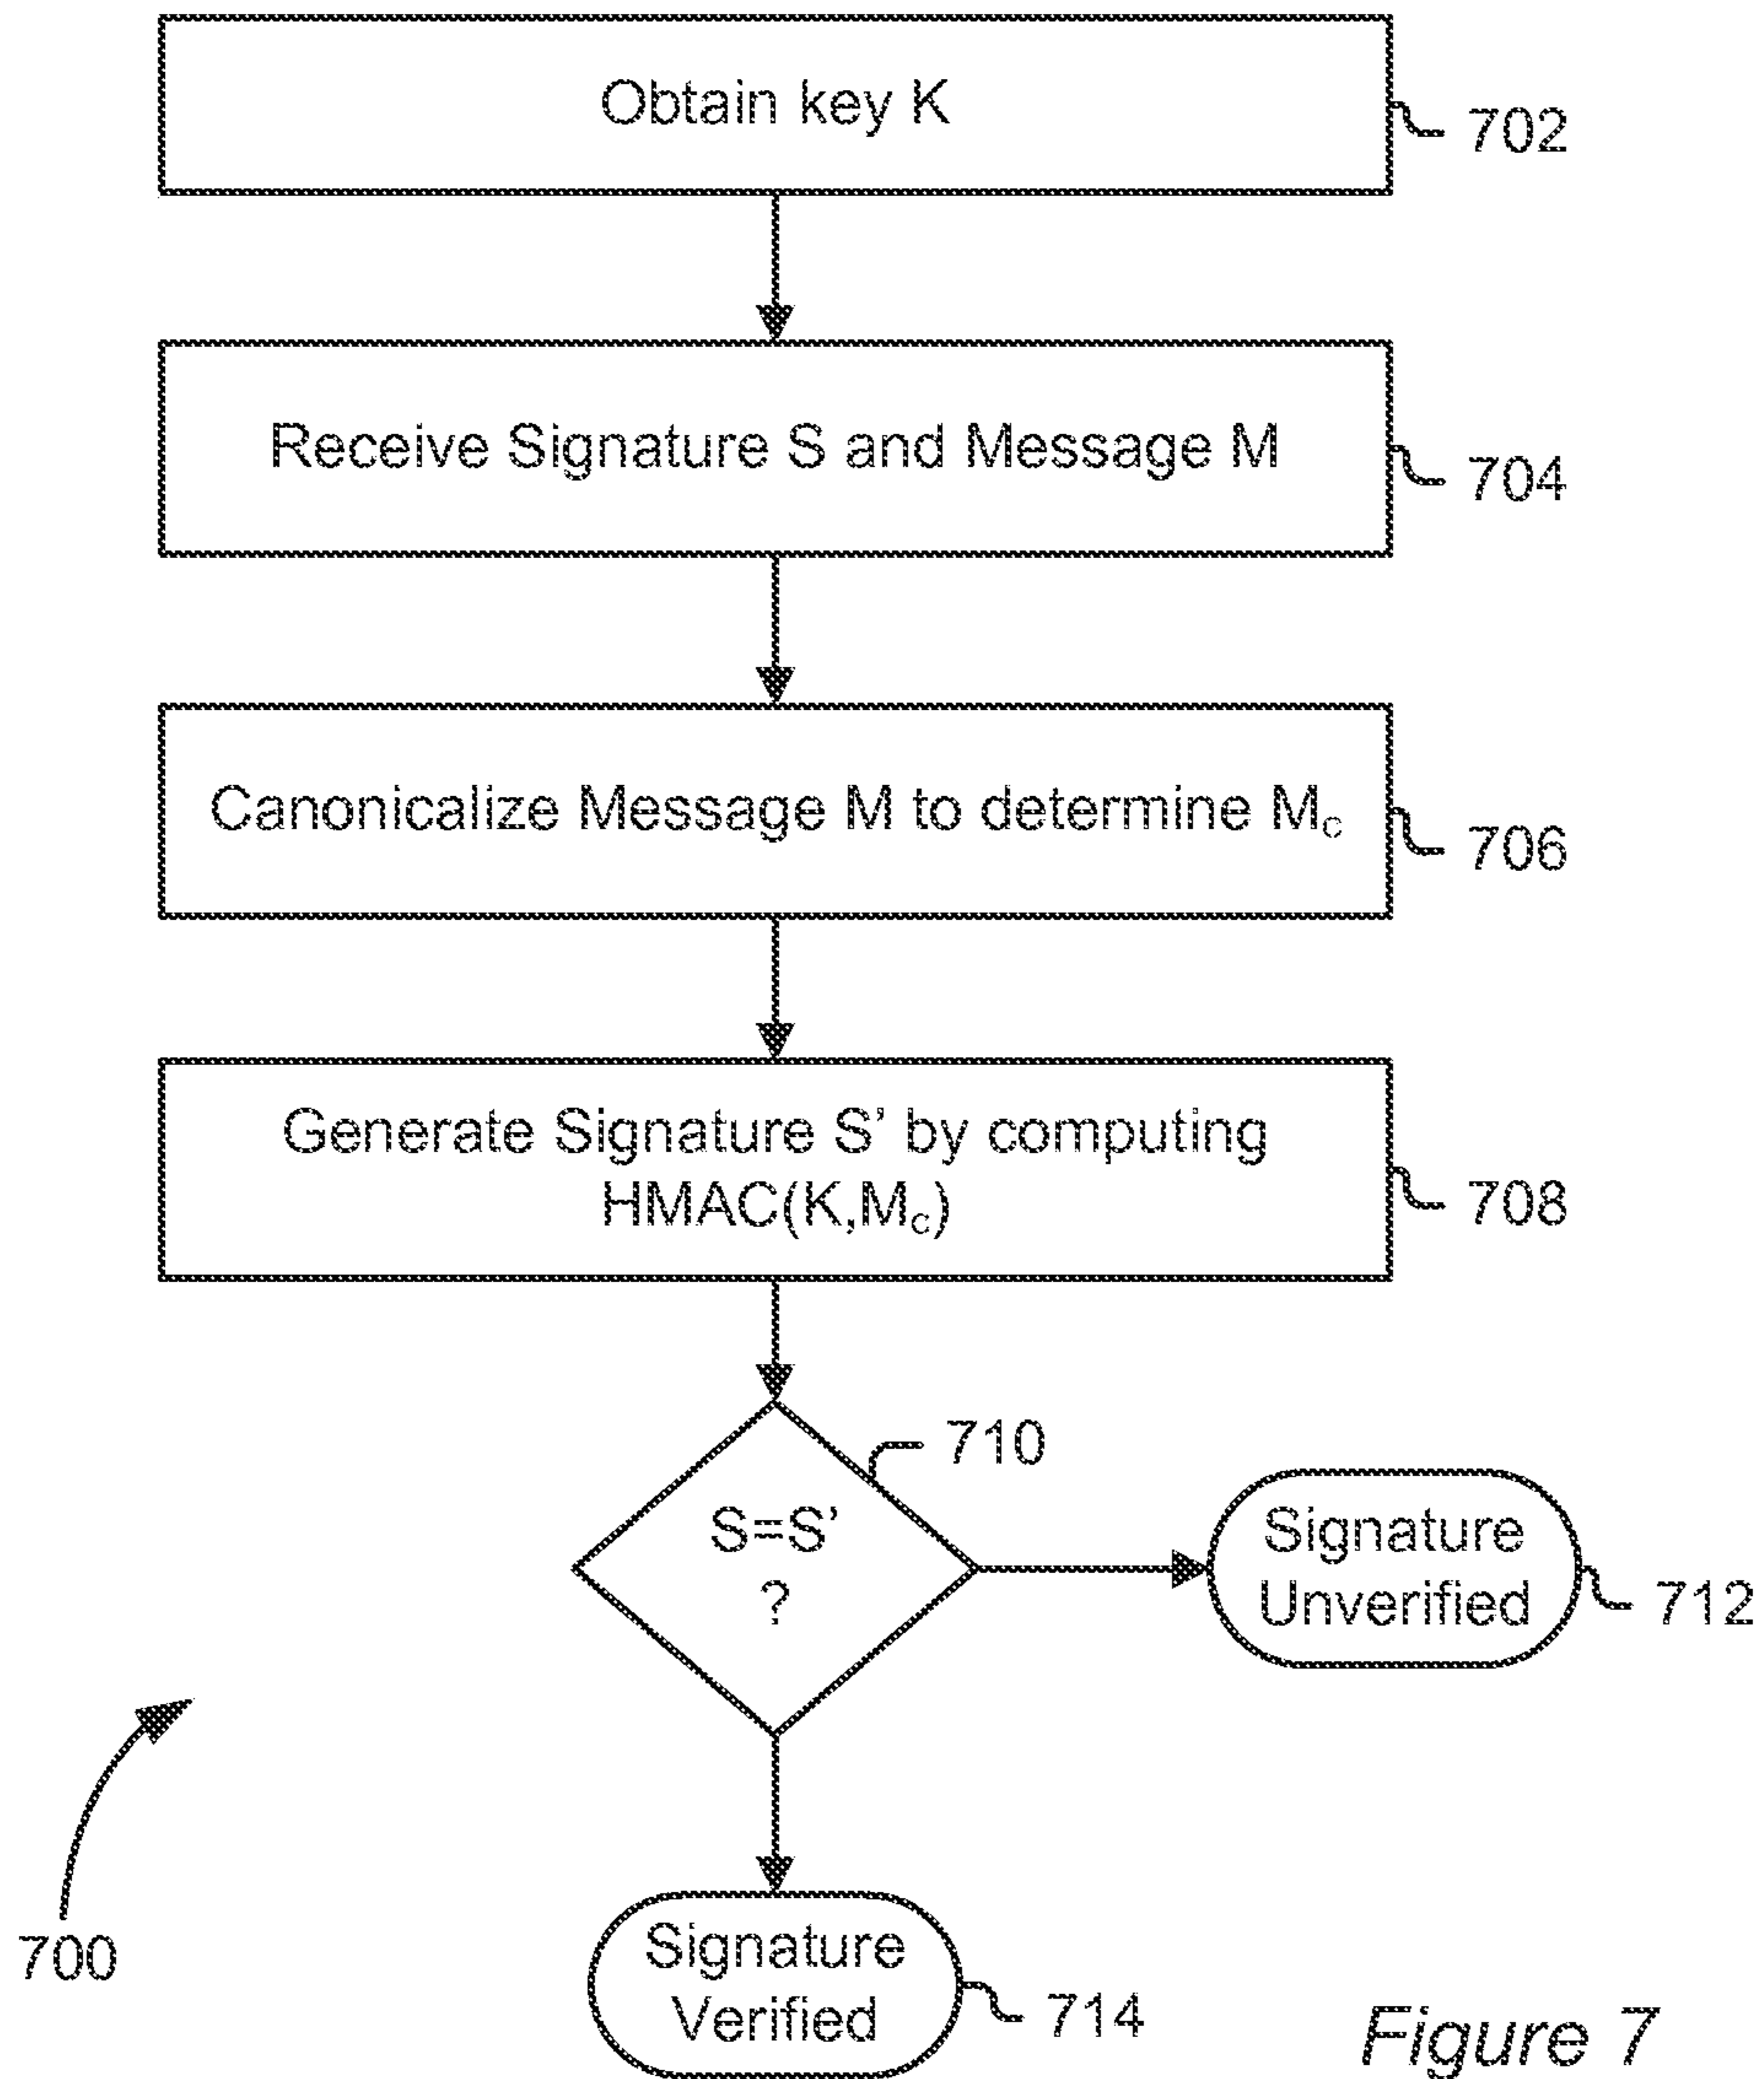 Obtain key K
702
Receive Signature S and Message M
704
Canonicalize Message M to determine Mc
706
Generate Signature S’ by computing
HMAC(K,Mc)
708
710
S=S’
?
Signature
Unverified
712
700
Signature
Verified
714
Figure 7